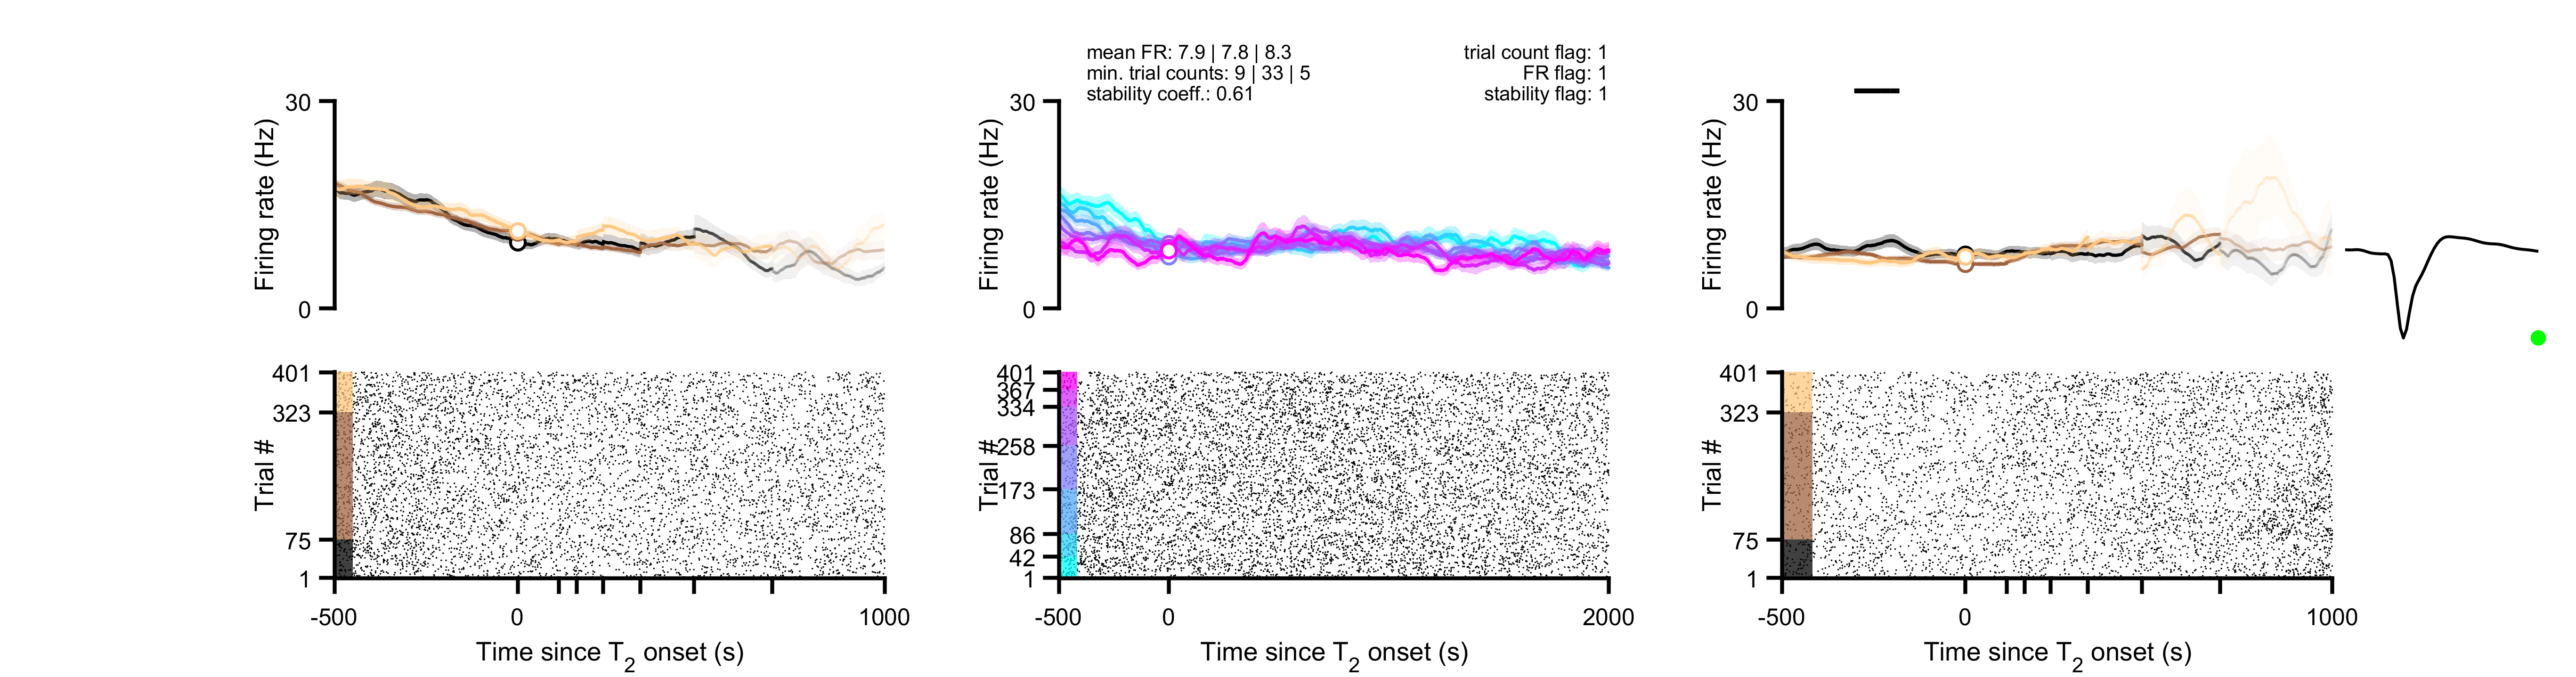 mean FR: 7.9 | 7.8 | 8.3
min. trial counts: 9 | 33 | 5
stability coeff.: 0.61
trial count flag: 1
FR flag: 1
stability flag: 1
30
Firing rate (Hz)
0
401
323
Trial #
75
1
-500
0
1000
Time since T2 onset (s)
30
Firing rate (Hz)
0
401
367
334
258
Trial #
173
86
42
1
-500
0
2000
Time since T2 onset (s)
30
Firing rate (Hz)
0
401
323
Trial #
75
1
-500
0
1000
Time since T2 onset (s)